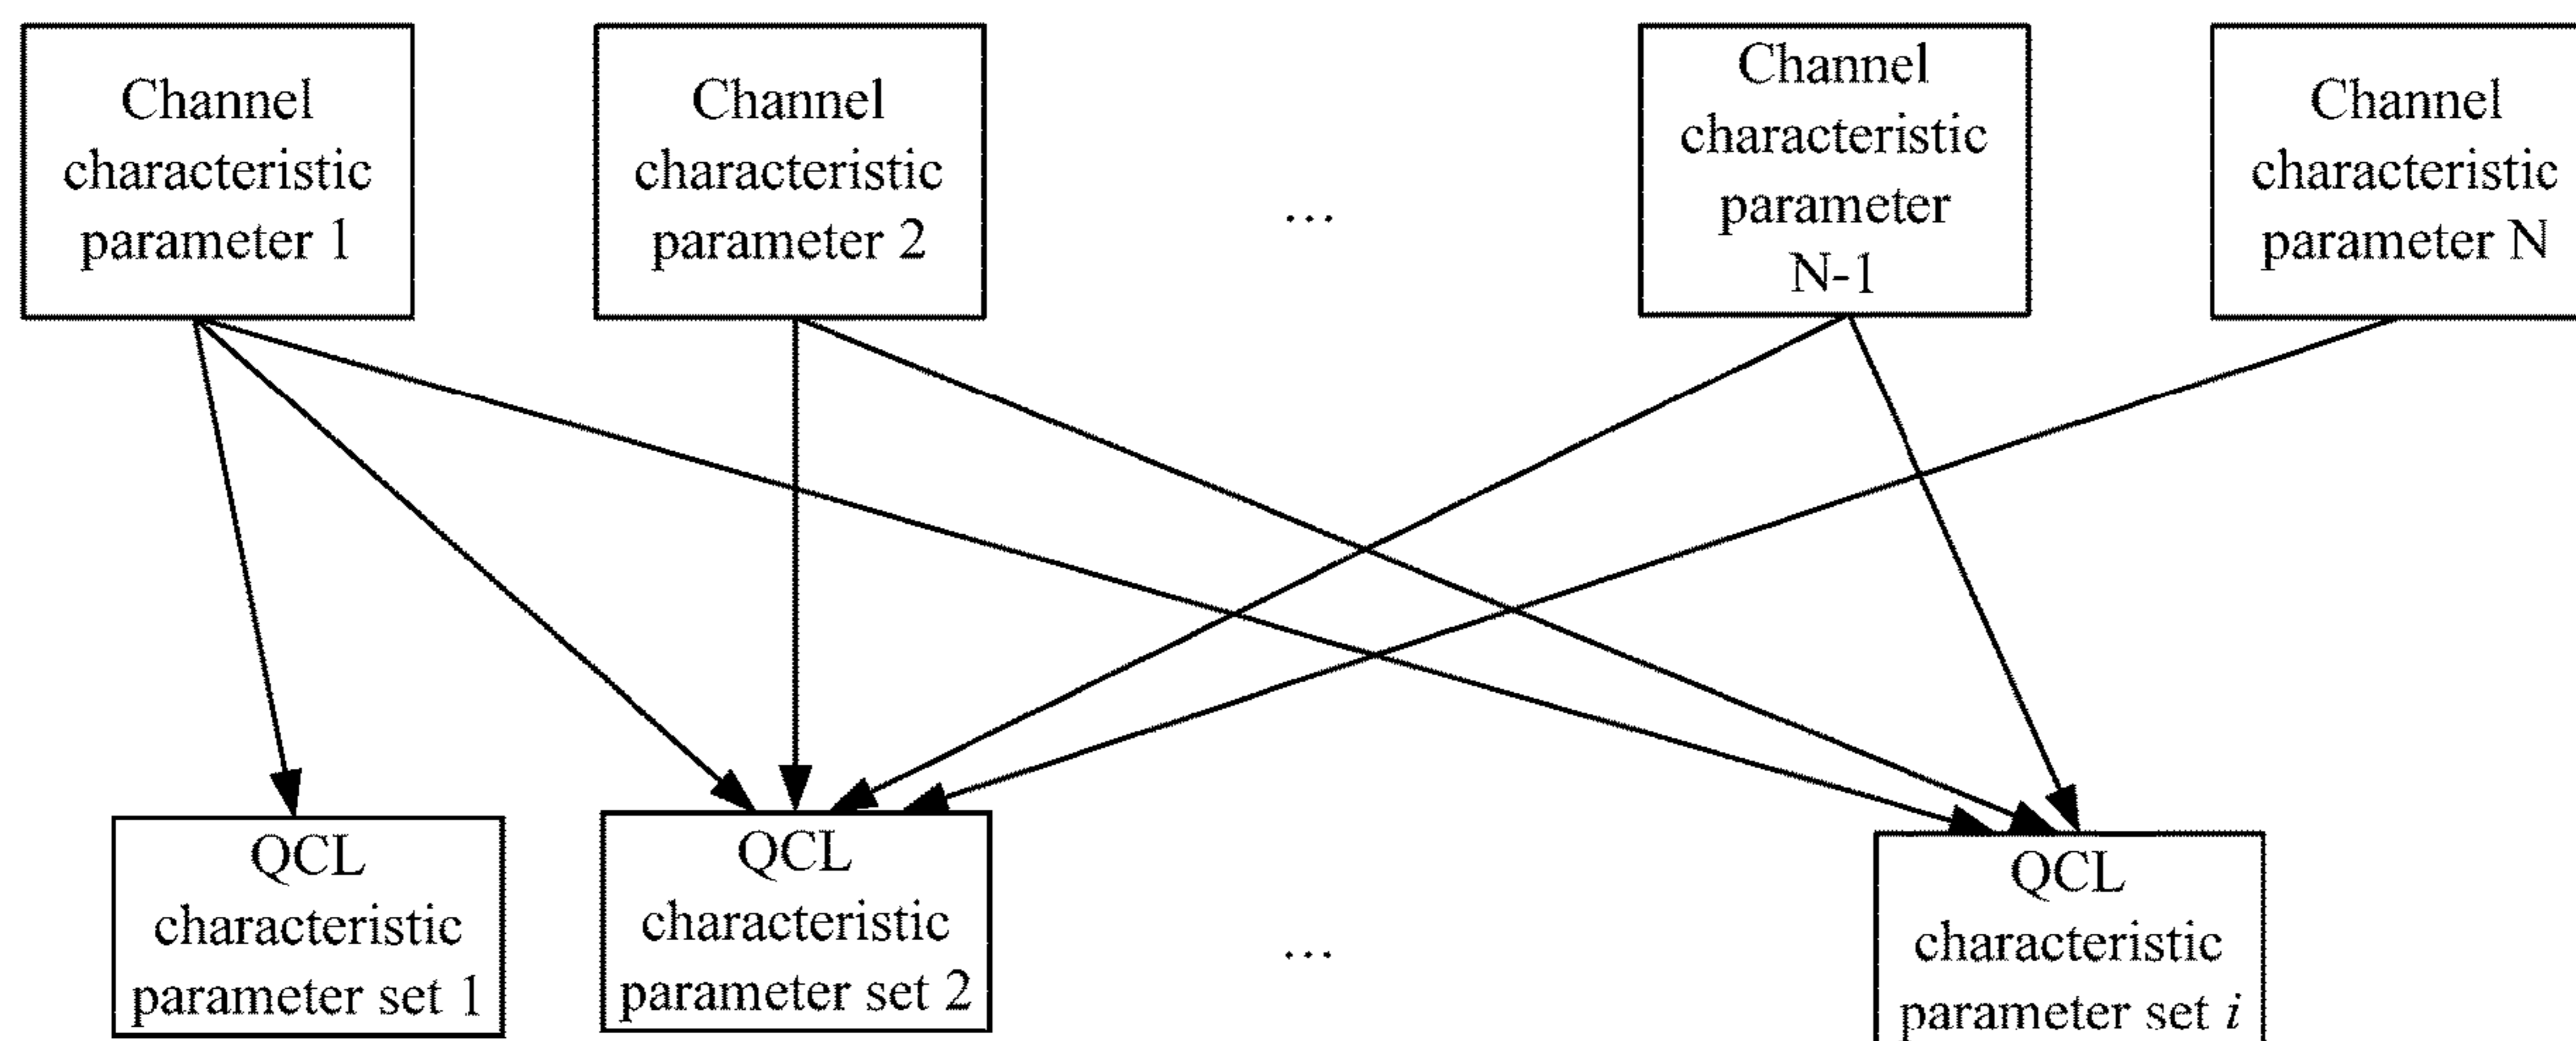 Channel
characteristic
parameter 1
Channel
characteristic
parameter 2
...
Channel
characteristic
parameter
N-1
Channel
characteristic
parameter N
QCL
characteristic
parameter set 1
QCL
characteristic
parameter set 2
...
QCL
characteristic
parameter set i